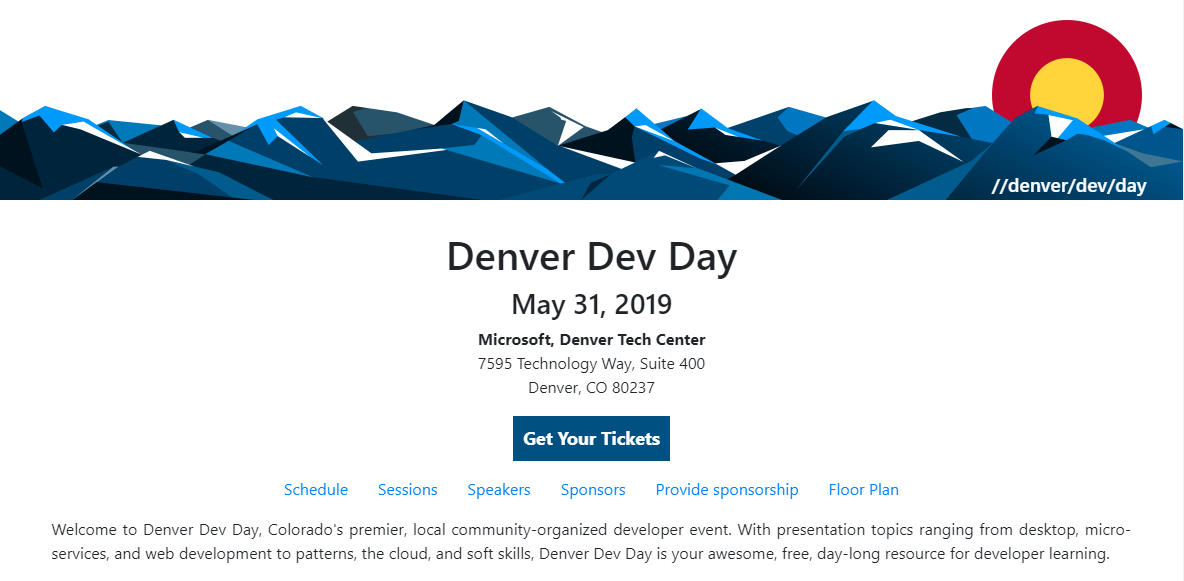 //denver/dev/day
Denver Dev Day
May 31, 2019
Microsoft, Denver Tech Center
7595 Technology Way, Suite 400
Denver, CO 80237
Get Your Tickets
Schedule Sessions Speakers Sponsors Provide sponsorship Floor Plan
Welcome to Denver Dev Day, Colorado's premier, local community-organized developer event. With presentation topics ranging from desktop, micro-
services, and web development to patterns, the cloud, and soft skills, Denver Dev Day is your awesome, free, day-long resource for developer learning.